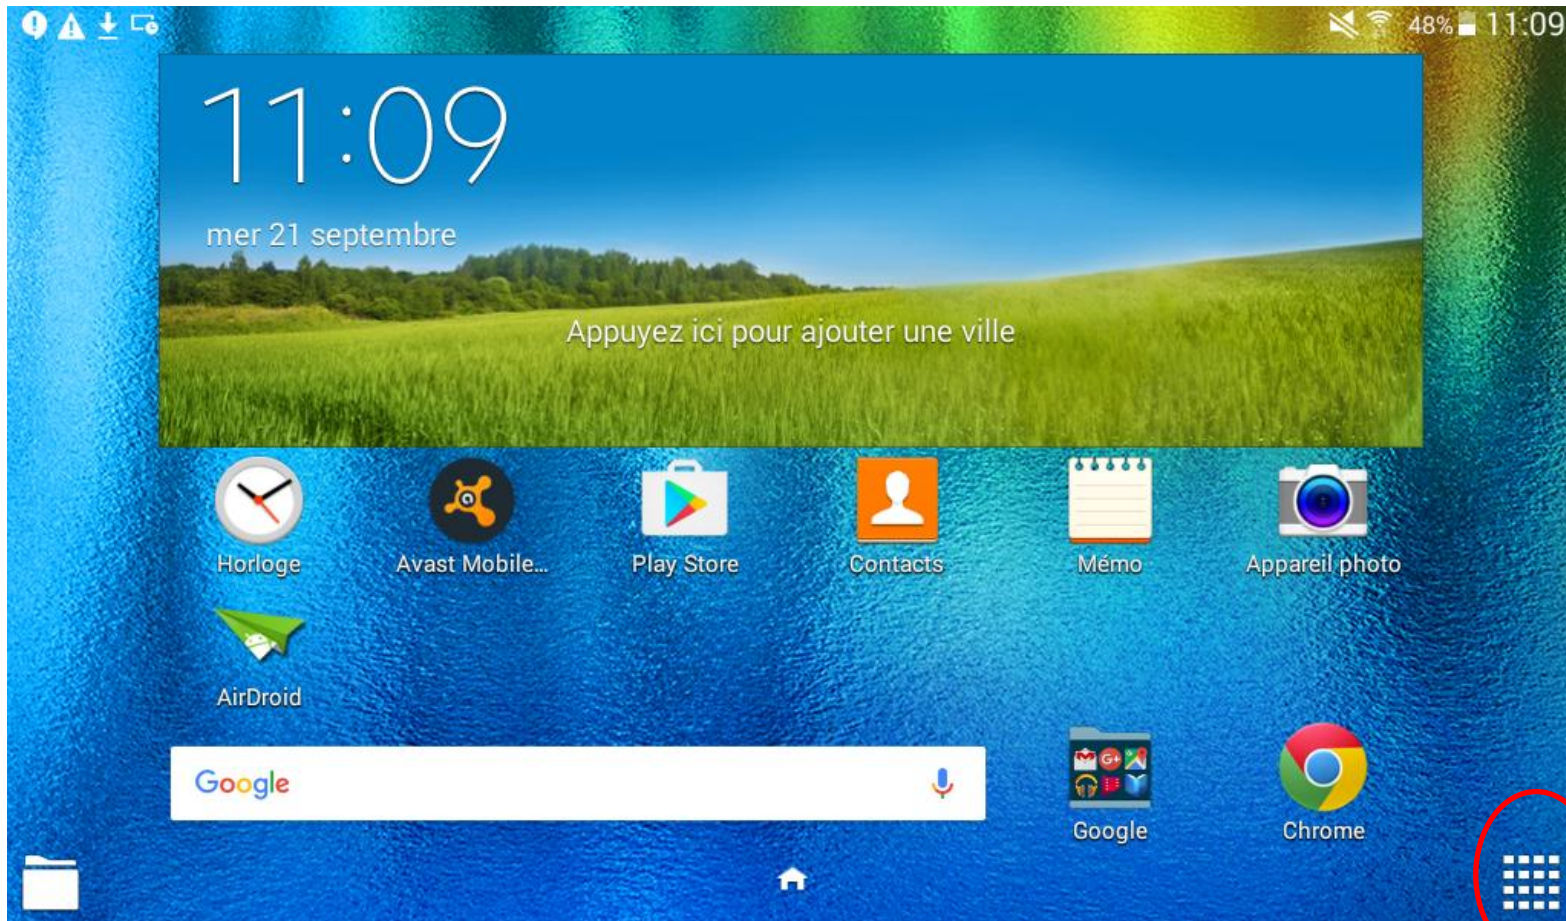 48% 11:09
11:09
mer 21 septembre
Appuyez ici pour ajouter une ville
Horloge
Avast Mobile...
Play Store
Contacts
Mémo
Appareil photo
AirDroid
Google
Google
Chrome